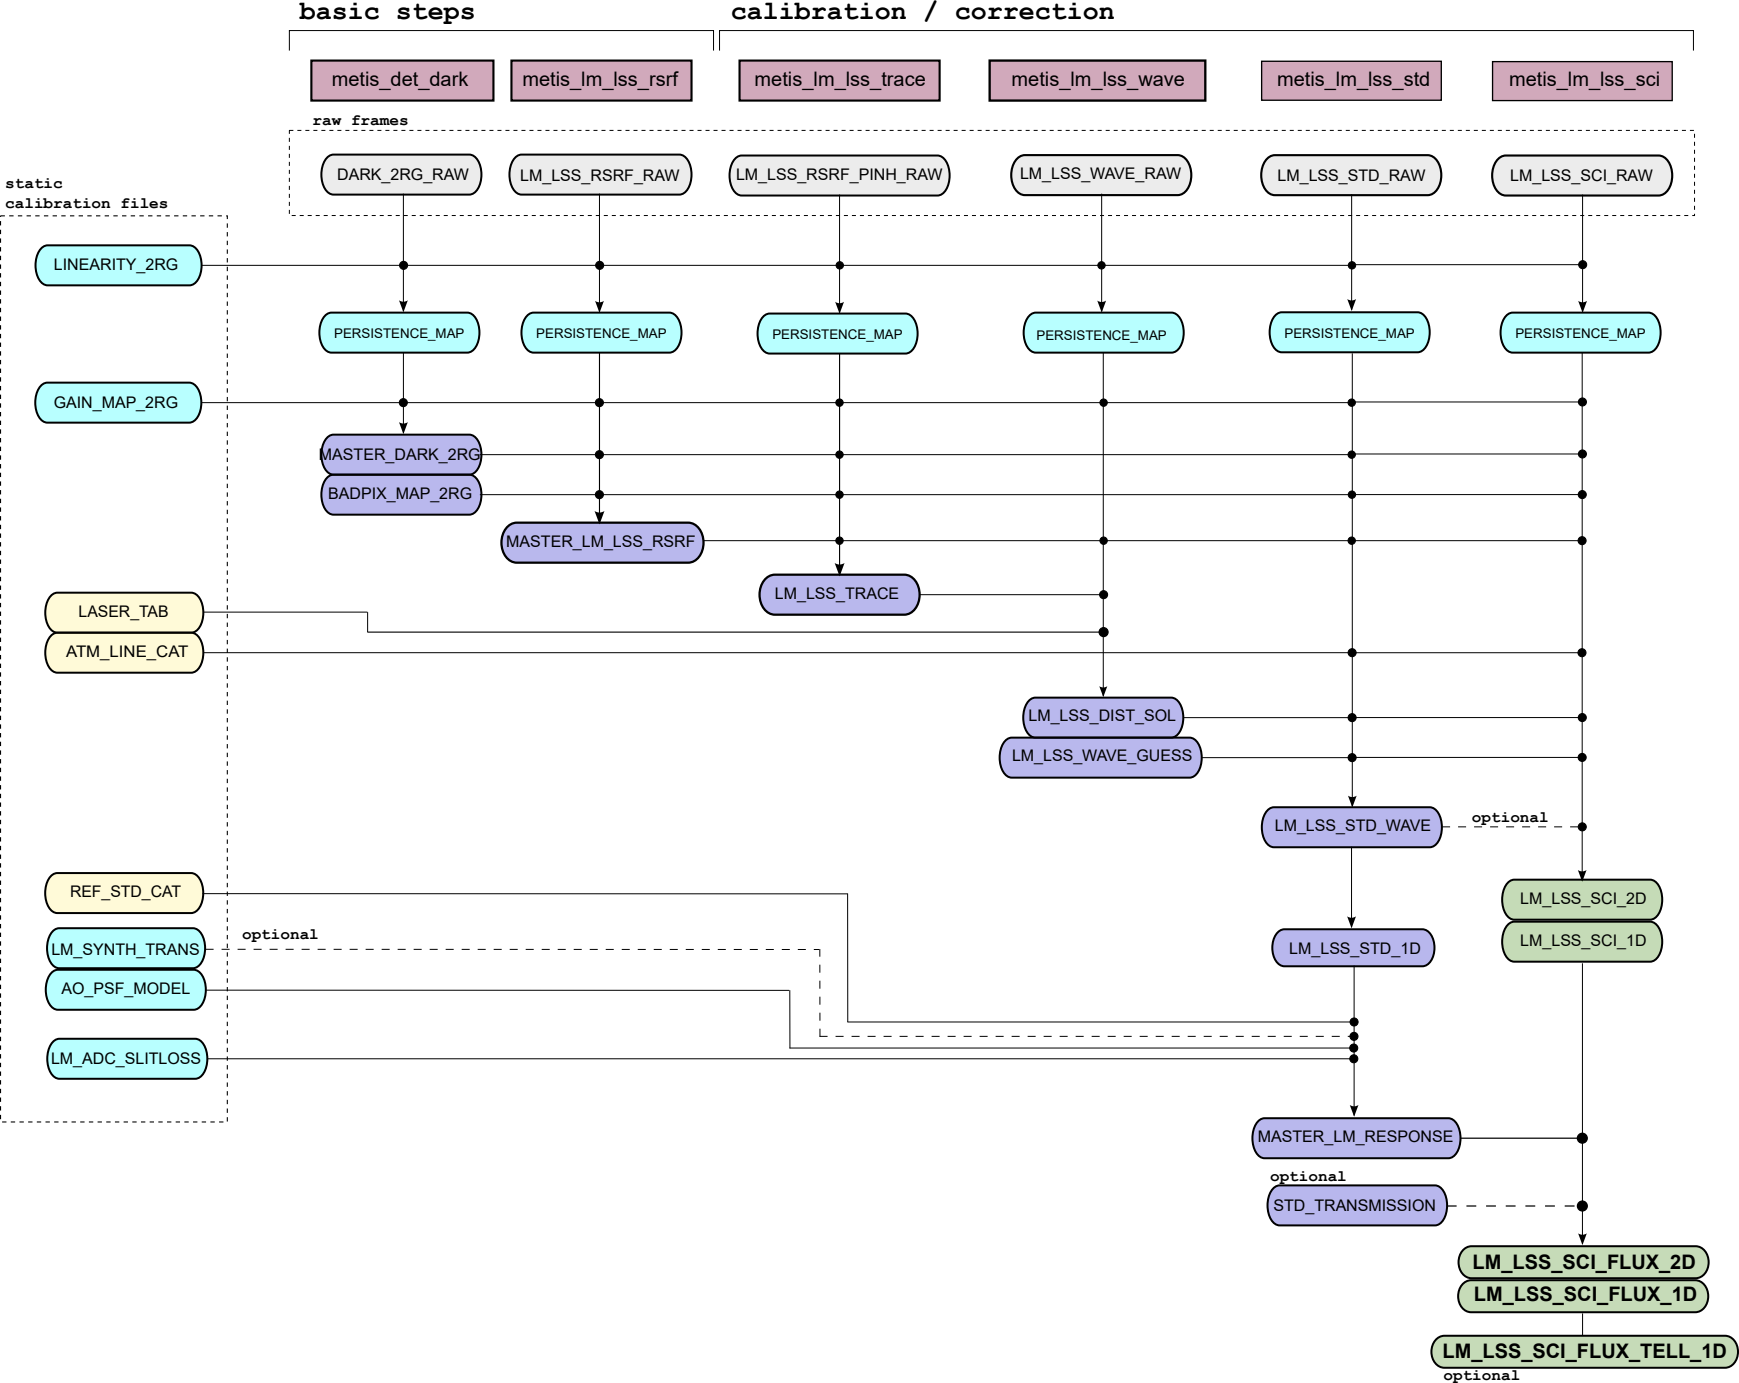 basic steps
calibration / correction
metis_det_dark
metis_lm_lss_rsrf
metis_lm_lss_trace
metis_lm_lss_wave
metis_lm_lss_std
metis_lm_lss_sci
raw frames
DARK_2RG_RAW
LM_LSS_RSRF_RAW
LM_LSS_RSRF_PINH_RAW
LM_LSS_WAVE_RAW
LM_LSS_STD_RAW
LM_LSS_SCI_RAW
static
calibration files
LINEARITY_2RG
PERSISTENCE_MAP
PERSISTENCE_MAP
PERSISTENCE_MAP
PERSISTENCE_MAP
PERSISTENCE_MAP
PERSISTENCE_MAP
GAIN_MAP_2RG
MASTER_DARK_2RG
BADPIX_MAP_2RG
MASTER_LM_LSS_RSRF
LM_LSS_TRACE
LASER_TAB
ATM_LINE_CAT
LM_LSS_DIST_SOL
LM_LSS_WAVE_GUESS
LM_LSS_STD_WAVE
optional
REF_STD_CAT
LM_LSS_SCI_2D
LM_LSS_SCI_1D
LM_SYNTH_TRANS
optional
LM_LSS_STD_1D
AO_PSF_MODEL
LM_ADC_SLITLOSS
MASTER_LM_RESPONSE
optional
STD_TRANSMISSION
LM_LSS_SCI_FLUX_2D
LM_LSS_SCI_FLUX_1D
LM_LSS_SCI_FLUX_TELL_1D
optional